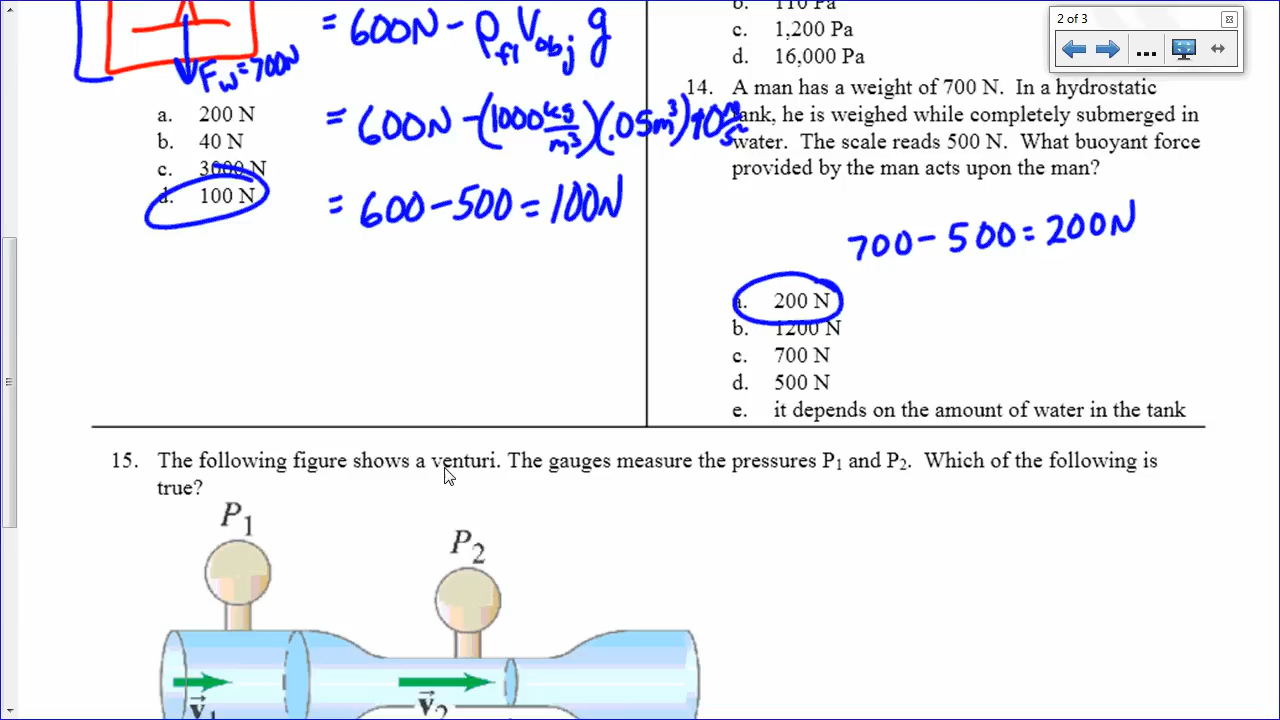 2 of 3
= 600N - ρfl Vobj g
Fw = 700N
a. 200 N
b. 40 N
c. 3000 N
d. 100 N
= 600N - (1000 kg/m³)(.05m³)
= 600 - 500 = 100N
b. 110 Pa
c. 1,200 Pa
d. 16,000 Pa
14. A man has a weight of 700 N. In a hydrostatic
tank, he is weighed while completely submerged in
water. The scale reads 500 N. What buoyant force
provided by the man acts upon the man?
700 - 500 = 200N
a. 200 N
b. 1200 N
c. 700 N
d. 500 N
e. it depends on the amount of water in the tank
15. The following figure shows a venturi. The gauges measure the pressures P1 and P2. Which of the following is
true?
P1
P2
v1
v2